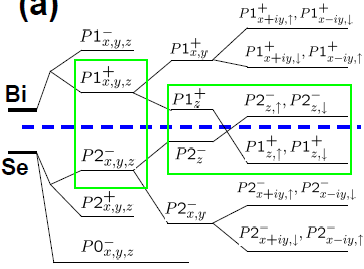 (a)
P1⁻x,y,z
P1⁺x,y,z
P1⁺x,y
P1⁺x+iy,↑, P1⁺x−iy,↓
P1⁺x+iy,↓, P1⁺x−iy,↑
Bi
P1⁺z
P2⁻z,↑, P2⁻z,↓
Se
P2⁻x,y,z
P2⁻z
P1⁺z,↑, P1⁺z,↓
P2⁺x,y,z
P2⁻x,y
P2⁻x+iy,↑, P2⁻x−iy,↓
P2⁻x+iy,↓, P2⁻x−iy,↑
P0⁻x,y,z